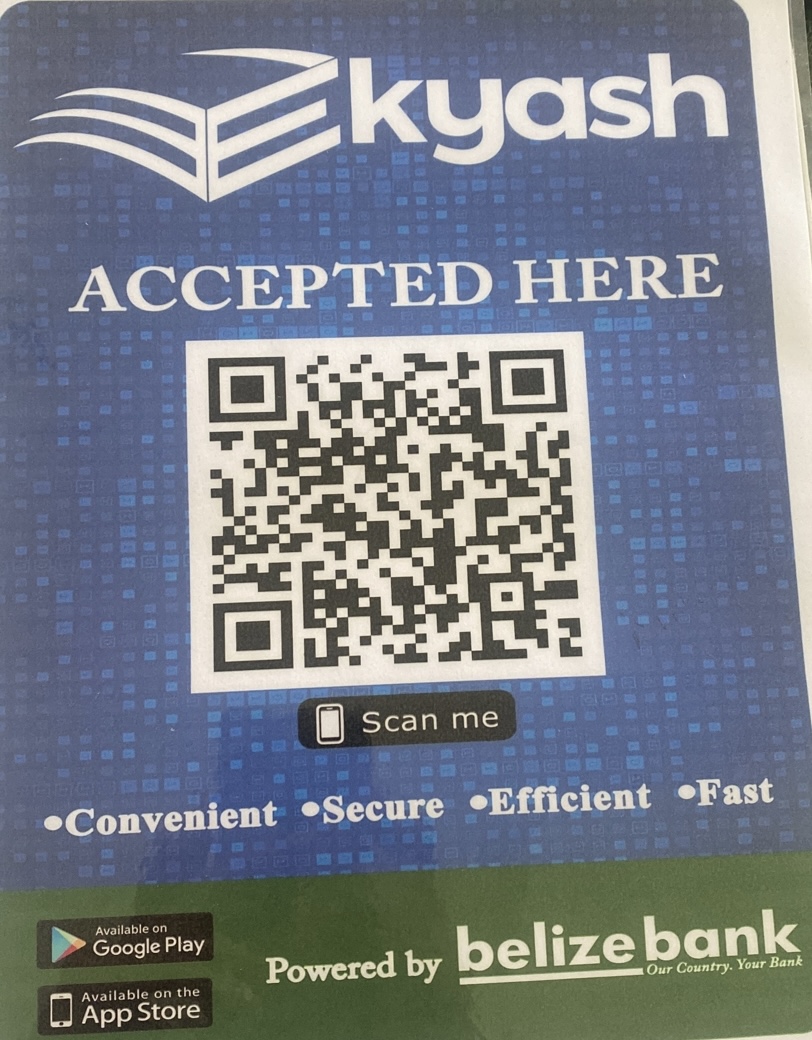 Ekyash
ACCEPTED HERE
Scan me
•Convenient •Secure •Efficient •Fast
Available on
Google Play
Powered by belizebank
Our Country. Your Bank
Available on the
App Store